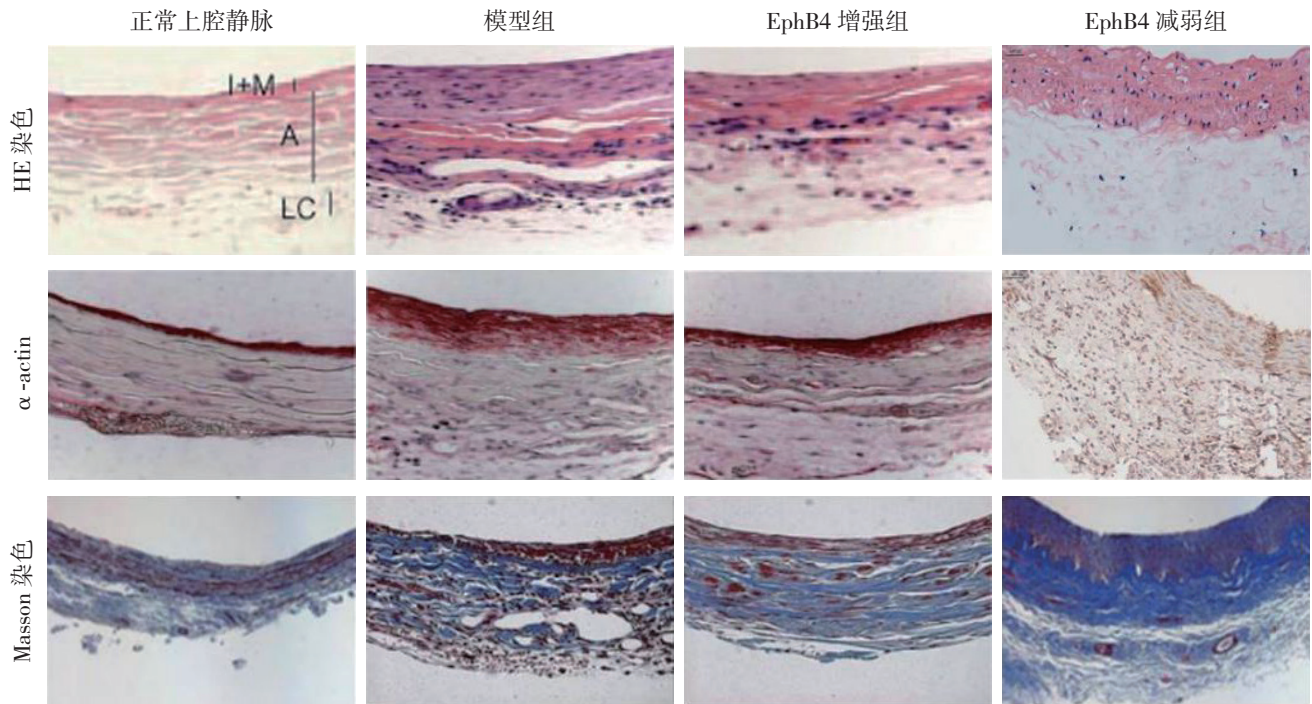 正常上腔静脉
模型组
EphB4 增强组
EphB4 减弱组
HE 染色
I+M
A
LC
α-actin
Masson 染色